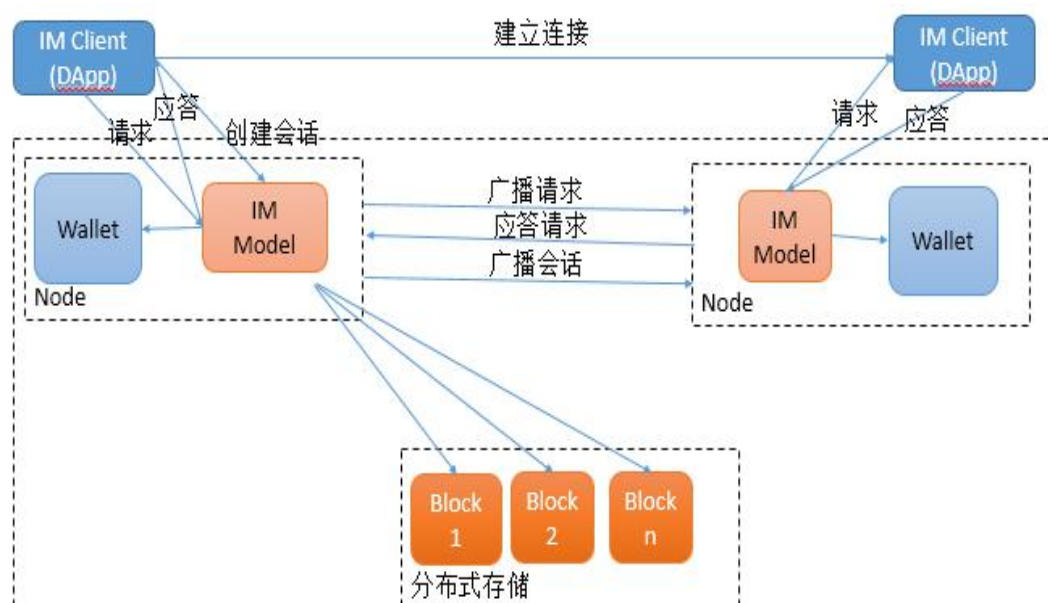 IM Client
(DApp)
建立连接
IM Client
(DApp)
应答
请求
创建会话
请求
应答
Wallet
IM
Model
Node
广播请求
应答请求
广播会话
IM
Model
Wallet
Node
Block
1
Block
2
Block
n
分布式存储